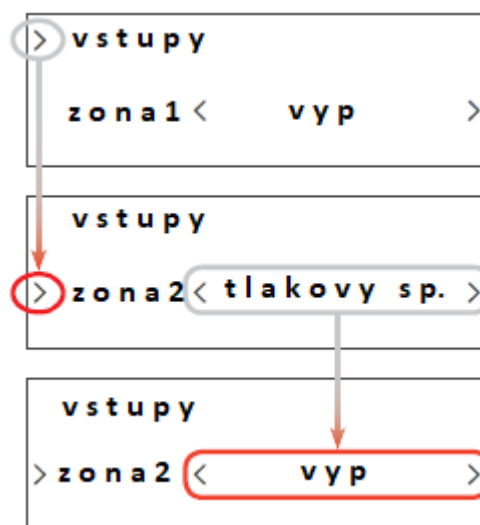 > vstupy
zona1 < vyp >
vstupy
> zona2 < tlakovy sp. >
vstupy
> zona2 < vyp >